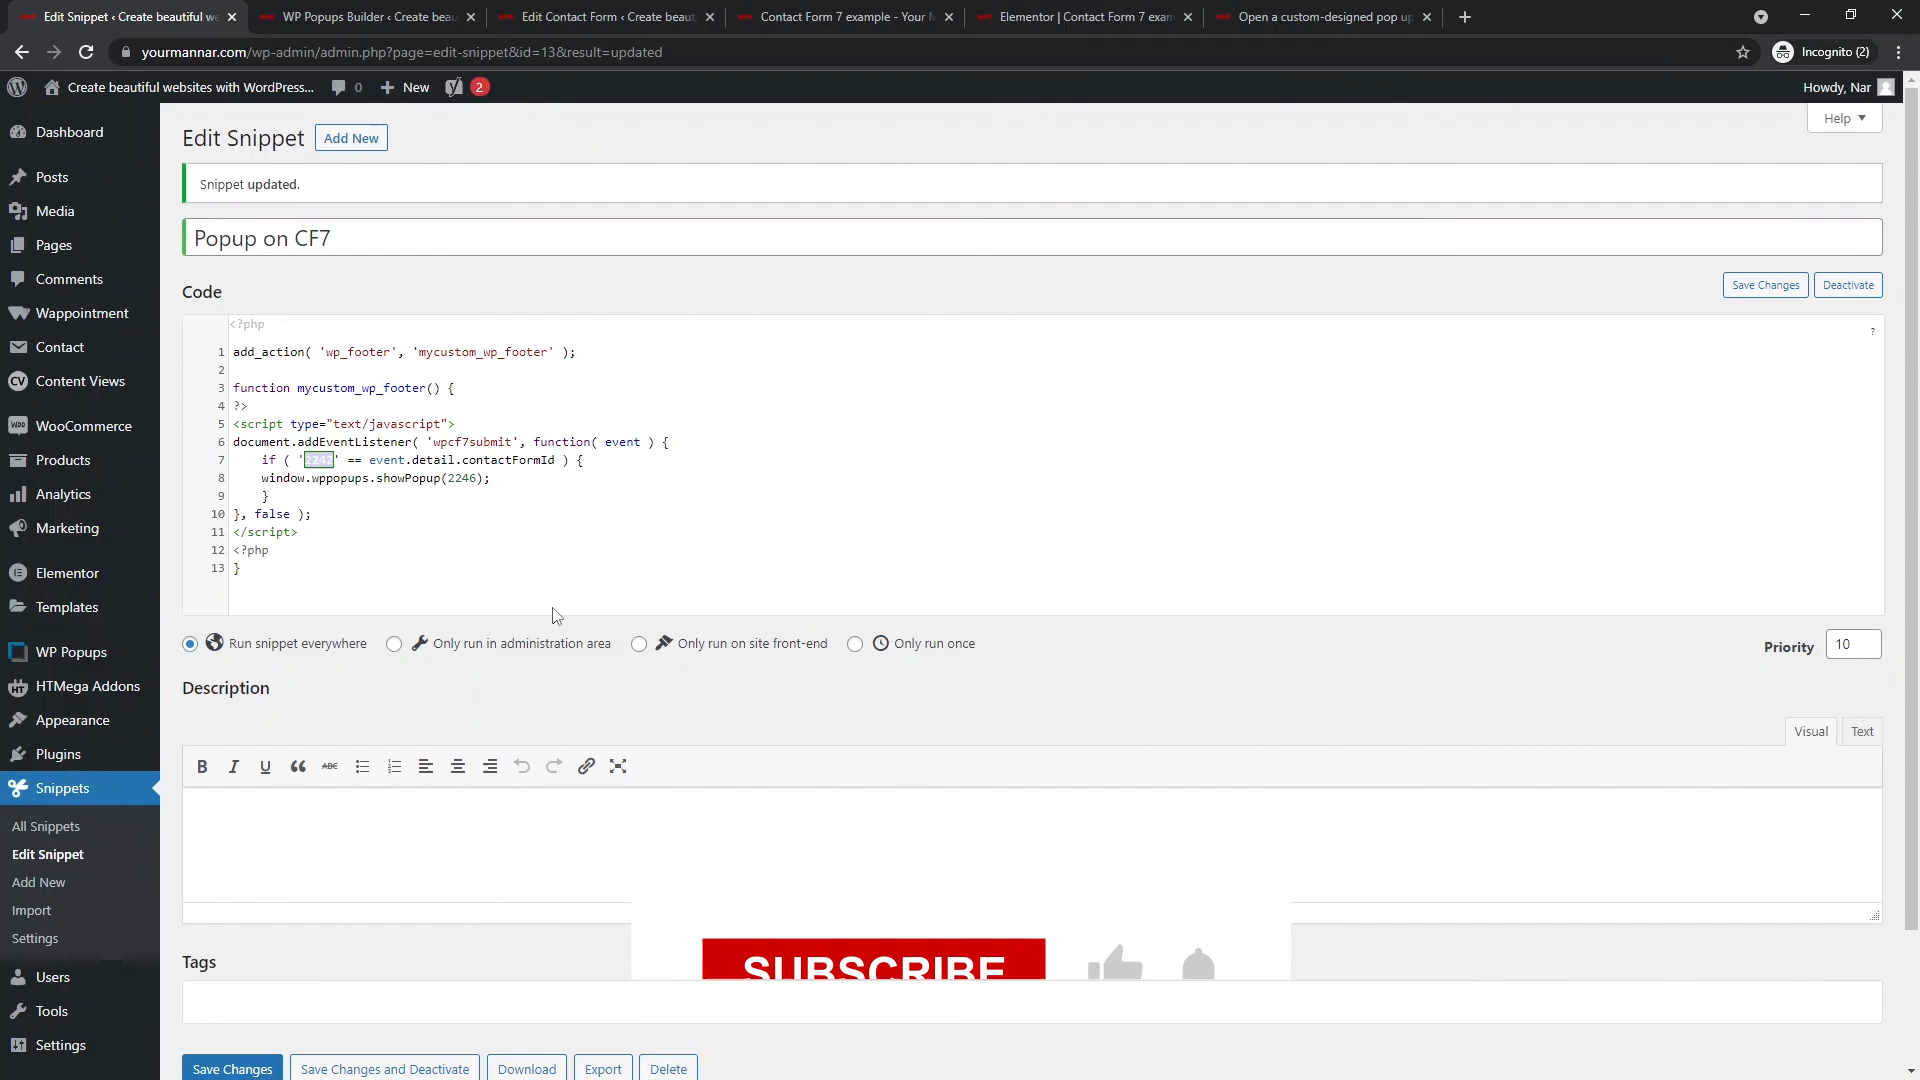 Edit Snippet ‹ Create beautiful we
WP Popups Builder ‹ Create beau
Edit Contact Form ‹ Create beaut
Contact Form 7 example - Your M
Elementor | Contact Form 7 exam
Open a custom-designed pop up
yourmannar.com/wp-admin/admin.php?page=edit-snippet&id=13&result=updated
Incognito (2)
Create beautiful websites with WordPress...
0
New
2
Howdy, Nar
Dashboard
Posts
Media
Pages
Comments
Wappointment
Contact
CV Content Views
Woo WooCommerce
Products
Analytics
Marketing
Elementor
Templates
WP Popups
HT HTMega Addons
Appearance
Plugins
Snippets
All Snippets
Edit Snippet
Add New
Import
Settings
Users
Tools
Settings
Help
Edit Snippet
Add New
Snippet updated.
Popup on CF7
Code
Save Changes
Deactivate
<?php
?
1 add_action( 'wp_footer', 'mycustom_wp_footer' );
2
3 function mycustom_wp_footer() {
4 ?>
5 <script type="text/javascript">
6 document.addEventListener( 'wpcf7submit', function( event ) {
7 if ( '2242' == event.detail.contactFormId ) {
8 window.wppopups.showPopup(2246);
9 }
10 }, false );
11 </script>
12 <?php
13 }
Run snippet everywhere
Only run in administration area
Only run on site front-end
Only run once
Priority
10
Description
Visual
Text
B I U “ ABC
SUBSCRIBE
Tags
Save Changes
Save Changes and Deactivate
Download
Export
Delete